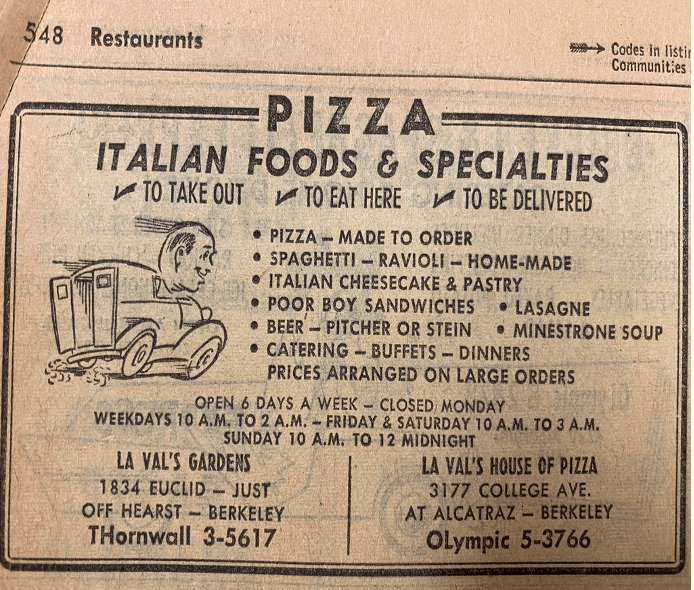 548 Restaurants
Codes in listin
Communities
PIZZA
ITALIAN FOODS & SPECIALTIES
✓ TO TAKE OUT ✓ TO EAT HERE ✓ TO BE DELIVERED
• PIZZA – MADE TO ORDER
• SPAGHETTI – RAVIOLI – HOME-MADE
• ITALIAN CHEESECAKE & PASTRY
• POOR BOY SANDWICHES • LASAGNE
• BEER – PITCHER OR STEIN • MINESTRONE SOUP
• CATERING – BUFFETS – DINNERS
PRICES ARRANGED ON LARGE ORDERS
OPEN 6 DAYS A WEEK – CLOSED MONDAY
WEEKDAYS 10 A.M. TO 2 A.M. – FRIDAY & SATURDAY 10 A.M. TO 3 A.M.
SUNDAY 10 A.M. TO 12 MIDNIGHT
LA VAL'S GARDENS
1834 EUCLID – JUST
OFF HEARST – BERKELEY
THornwall 3-5617
LA VAL'S HOUSE OF PIZZA
3177 COLLEGE AVE.
AT ALCATRAZ – BERKELEY
OLympic 5-3766